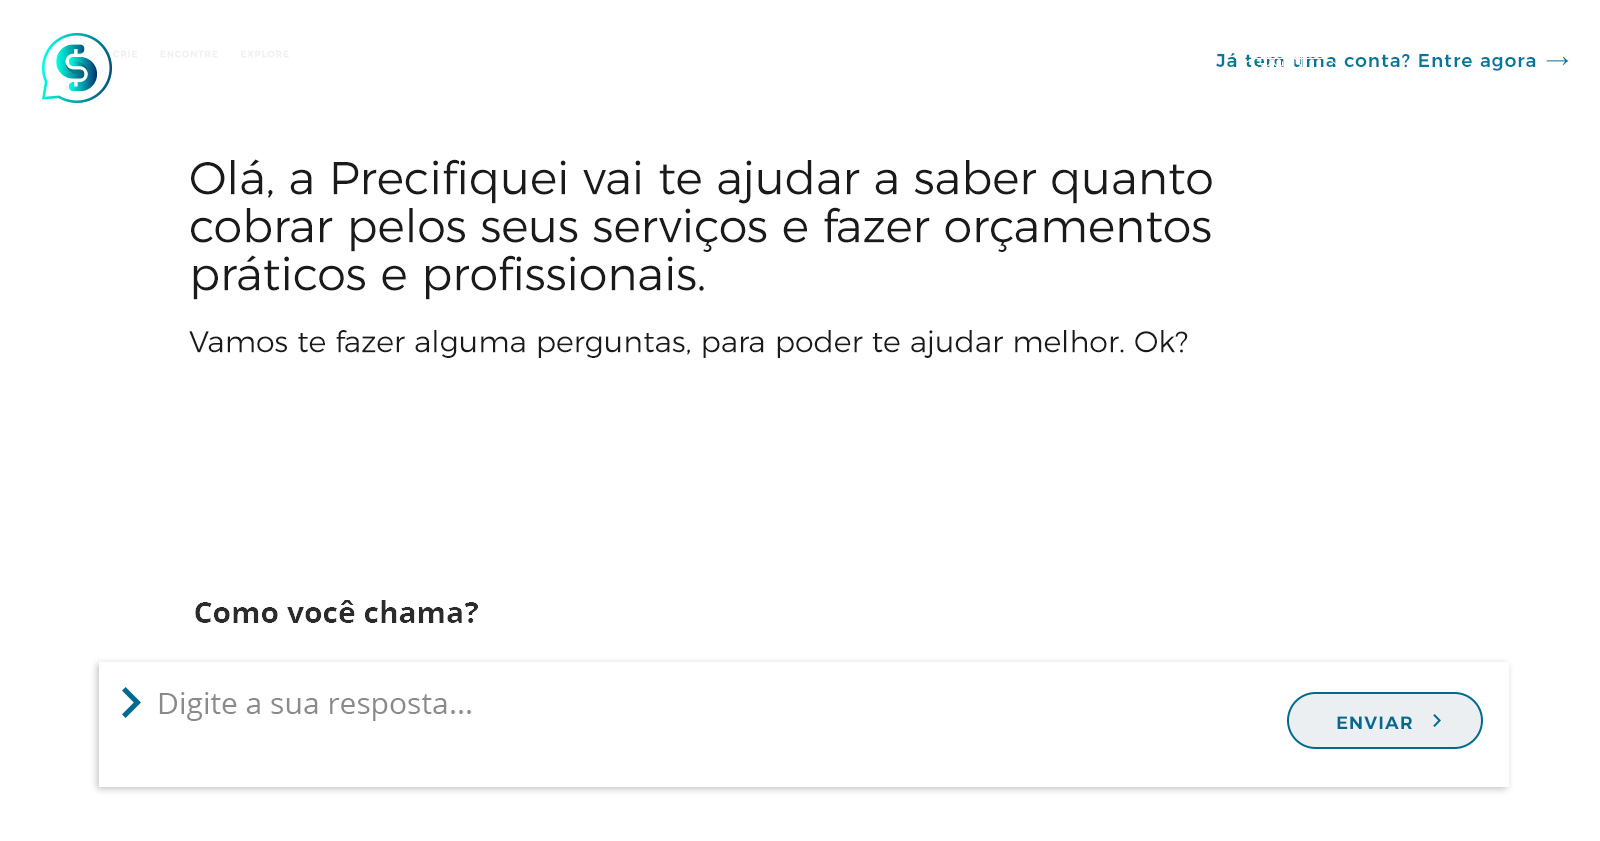 CRIE ENCONTRE EXPLORE
Já tem uma conta? Entre agora →
Olá, a Precifiquei vai te ajudar a saber quanto
cobrar pelos seus serviços e fazer orçamentos
práticos e profissionais.
Vamos te fazer alguma perguntas, para poder te ajudar melhor. Ok?
Como você chama?
Digite a sua resposta...
ENVIAR